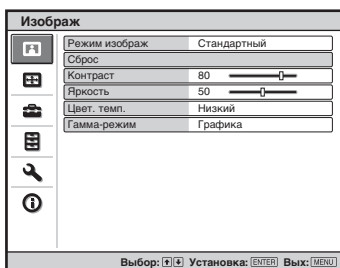 Изображ
Режим изображ Стандартный
Сброс
Контраст 80
Яркость 50
Цвет. темп. Низкий
Гамма-режим Графика
Выбор: Установка: ENTER Вых: MENU